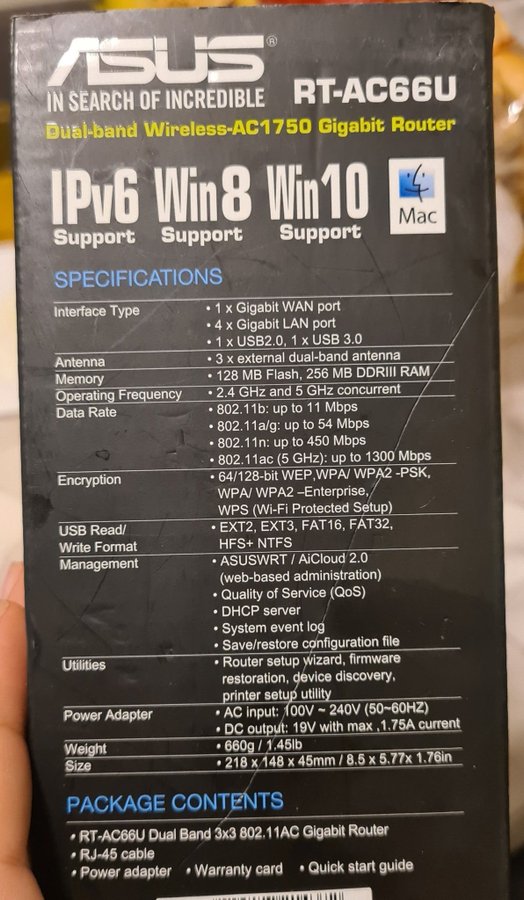 ASUS®
IN SEARCH OF INCREDIBLE RT-AC66U
Dual-band Wireless-AC1750 Gigabit Router
IPv6 Win8 Win10
Support Support Support Mac
SPECIFICATIONS
Interface Type • 1 x Gigabit WAN port
• 4 x Gigabit LAN port
• 1 x USB2.0, 1 x USB 3.0
Antenna • 3 x external dual-band antenna
Memory • 128 MB Flash, 256 MB DDRIII RAM
Operating Frequency • 2.4 GHz and 5 GHz concurrent
Data Rate • 802.11b: up to 11 Mbps
• 802.11a/g: up to 54 Mbps
• 802.11n: up to 450 Mbps
• 802.11ac (5 GHz): up to 1300 Mbps
Encryption • 64/128-bit WEP,WPA/ WPA2 -PSK,
WPA/ WPA2 –Enterprise,
WPS (Wi-Fi Protected Setup)
USB Read/ • EXT2, EXT3, FAT16, FAT32,
Write Format HFS+ NTFS
Management • ASUSWRT / AiCloud 2.0
(web-based administration)
• Quality of Service (QoS)
• DHCP server
• System event log
• Save/restore configuration file
Utilities • Router setup wizard, firmware
restoration, device discovery,
printer setup utility
Power Adapter • AC input: 100V ~ 240V (50~60HZ)
• DC output: 19V with max ,1.75A current
Weight • 660g / 1.45lb
Size • 218 x 148 x 45mm / 8.5 x 5.77x 1.76in
PACKAGE CONTENTS
• RT-AC66U Dual Band 3x3 802.11AC Gigabit Router
• RJ-45 cable
• Power adapter • Warranty card • Quick start guide